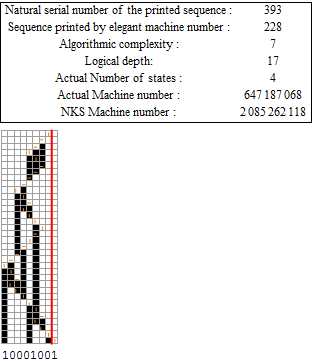 Natural serial number of the printed sequence : 393
Sequence printed by elegant machine number : 228
Algorithmic complexity : 7
Logical depth: 17
Actual Number of states : 4
Actual Machine number : 647 187 068
NKS Machine number : 2 085 262 118
10001001